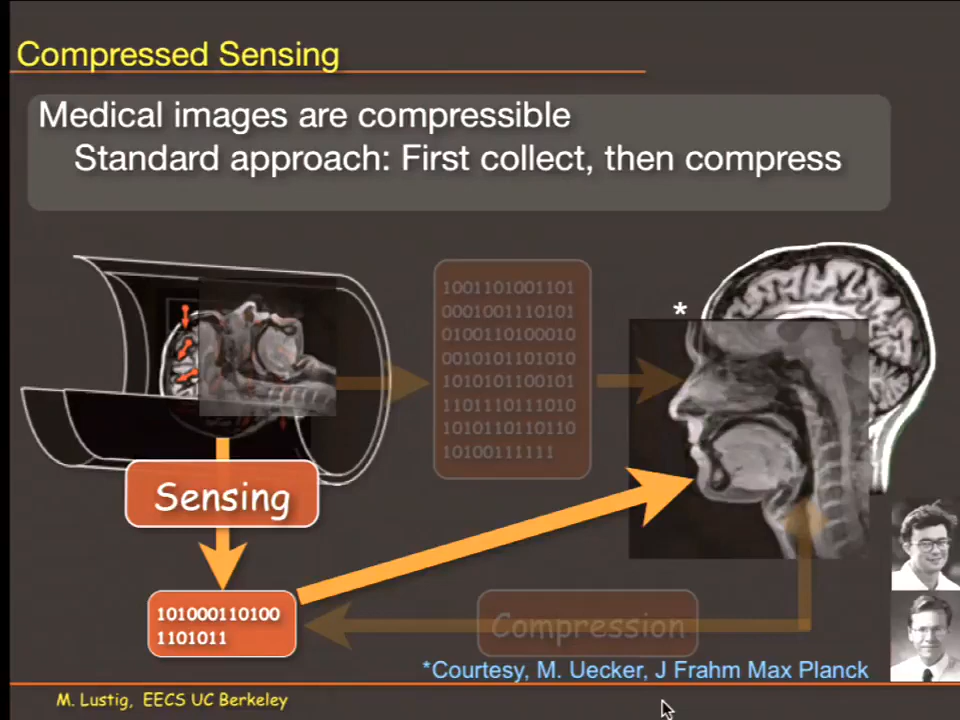 Compressed Sensing
Medical images are compressible
Standard approach: First collect, then compress
1001101001101
0001001110101
0100110100010
0010101101010
1010101100101
1101110111010
1010110110110
10100111111
*
Sensing
101000110100
1101011
Compression
*Courtesy, M. Uecker, J Frahm Max Planck
M. Lustig, EECS UC Berkeley